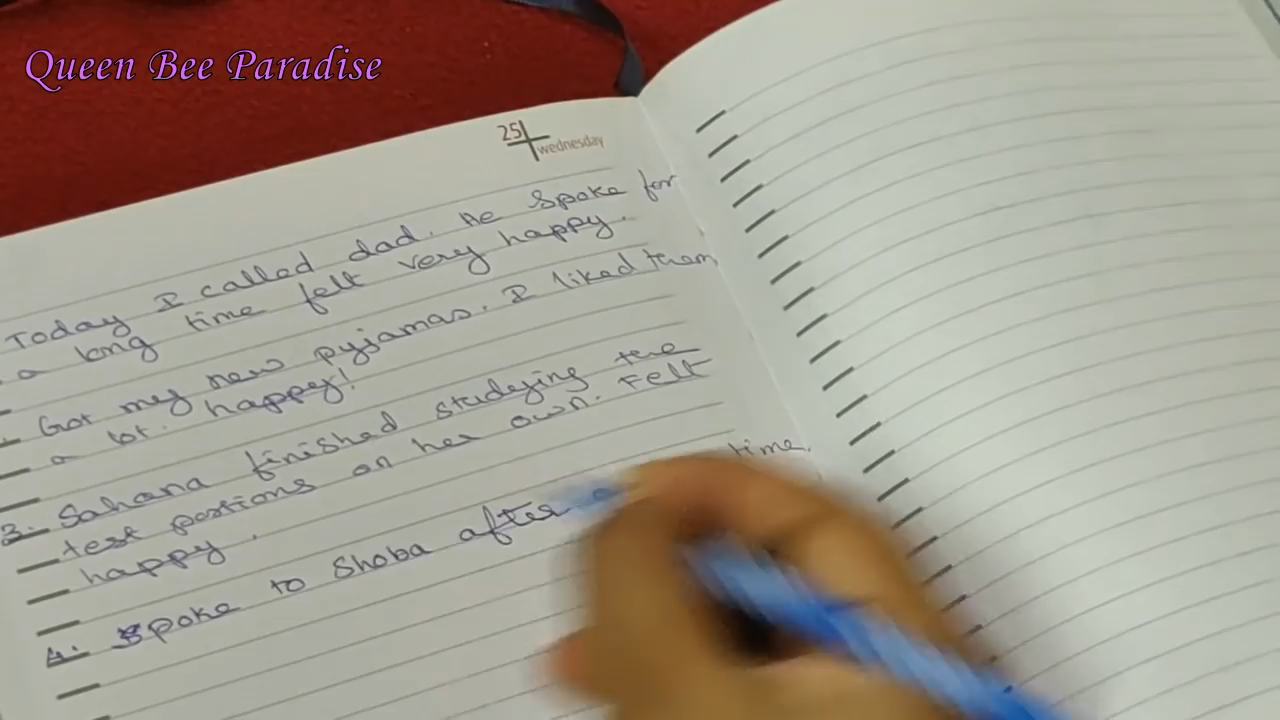 Queen Bee Paradise
25
wednesday
Today I called dad. He Spoke for
a long time felt very happy.
Got my new pyjamas. I liked them
a lot. happy!
3. Sahana finished studying the
test portions on her own. Felt
happy.
4. Spoke to Shoba after a time.